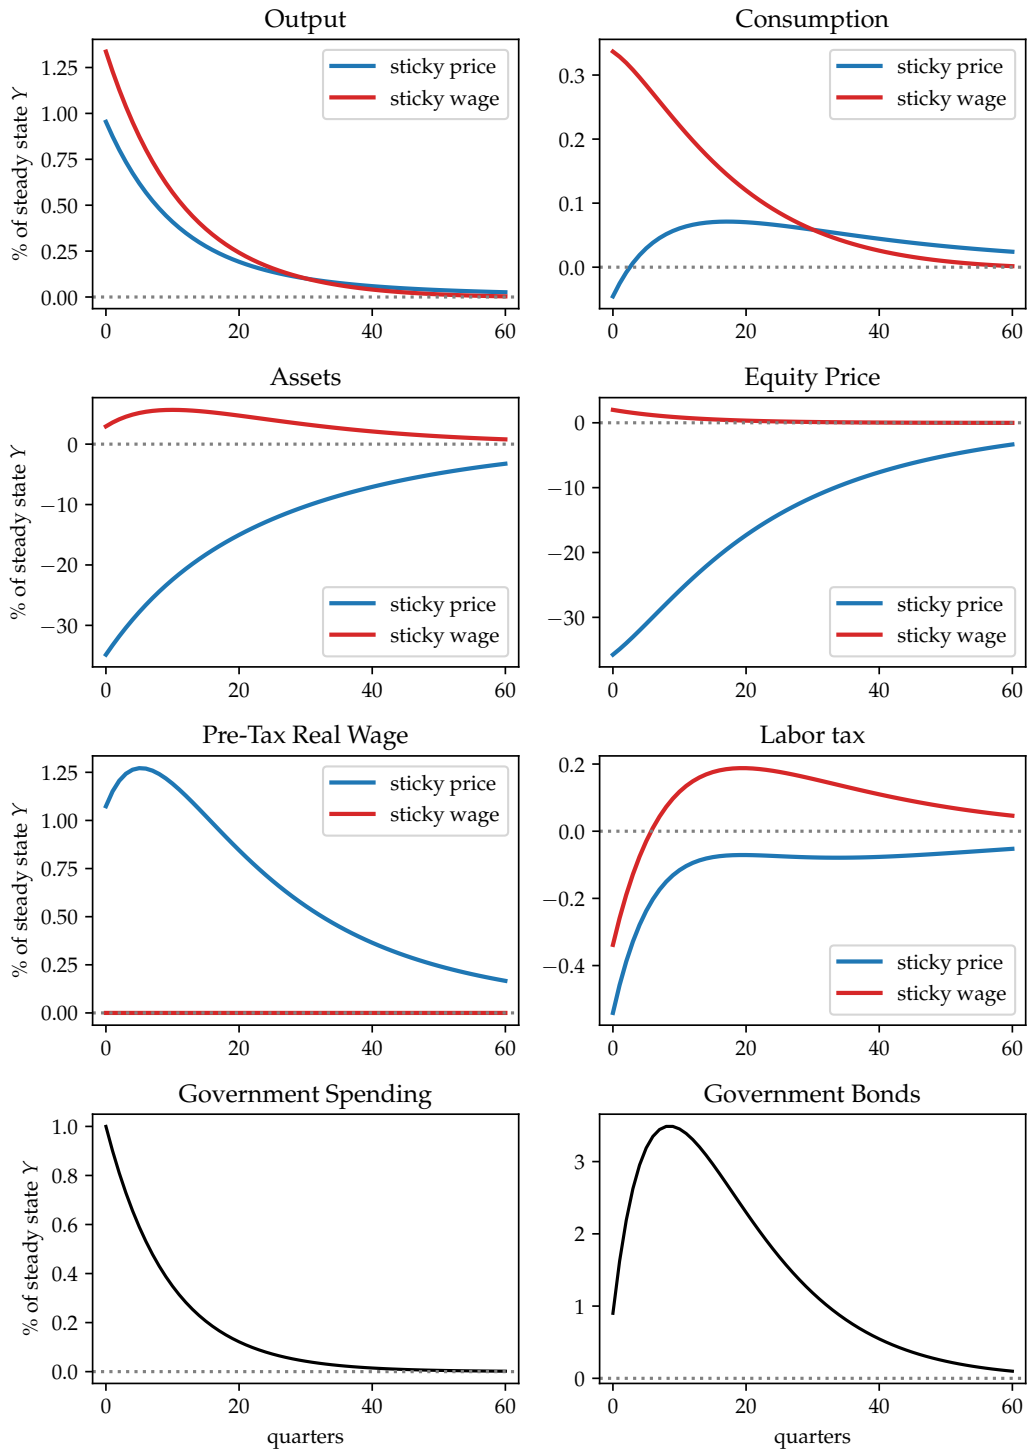 Output
% of steady state Y
1.25
1.00
0.75
0.50
0.25
0.00
sticky price
sticky wage
0
20
40
60
Consumption
0.3
0.2
0.1
0.0
sticky price
sticky wage
0
20
40
60
Assets
% of steady state Y
0
−10
−20
−30
sticky price
sticky wage
0
20
40
60
Equity Price
0
−10
−20
−30
sticky price
sticky wage
0
20
40
60
Pre-Tax Real Wage
% of steady state Y
1.25
1.00
0.75
0.50
0.25
0.00
sticky price
sticky wage
0
20
40
60
Labor tax
0.2
0.0
−0.2
−0.4
sticky price
sticky wage
0
20
40
60
Government Spending
% of steady state Y
1.0
0.8
0.6
0.4
0.2
0.0
0
20
40
60
quarters
Government Bonds
3
2
1
0
0
20
40
60
quarters